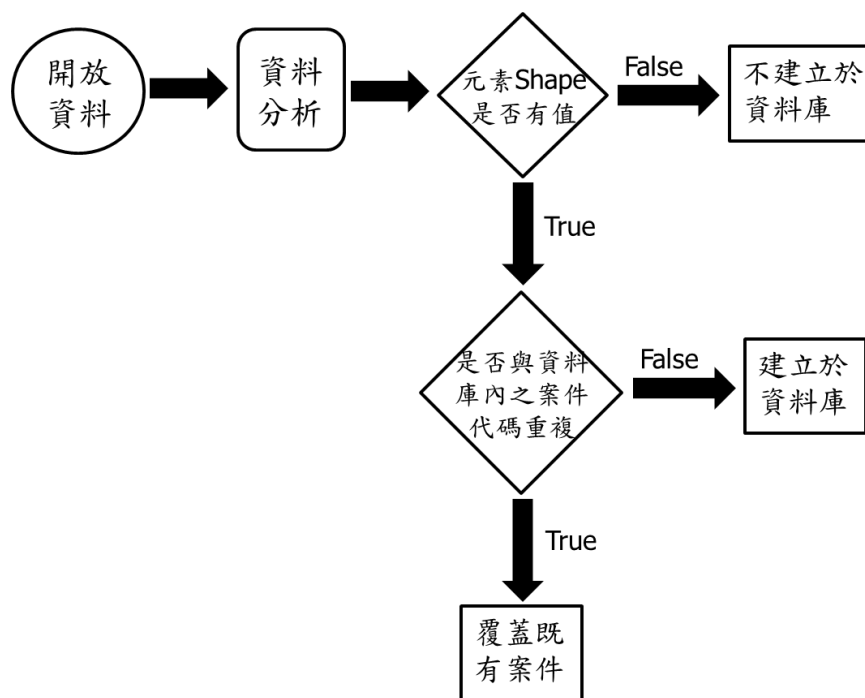 開放
資料
資料
分析
元素Shape
是否有值
False
不建立於
資料庫
True
是否與資料
庫內之案件
代碼重複
False
建立於
資料庫
True
覆蓋既
有案件